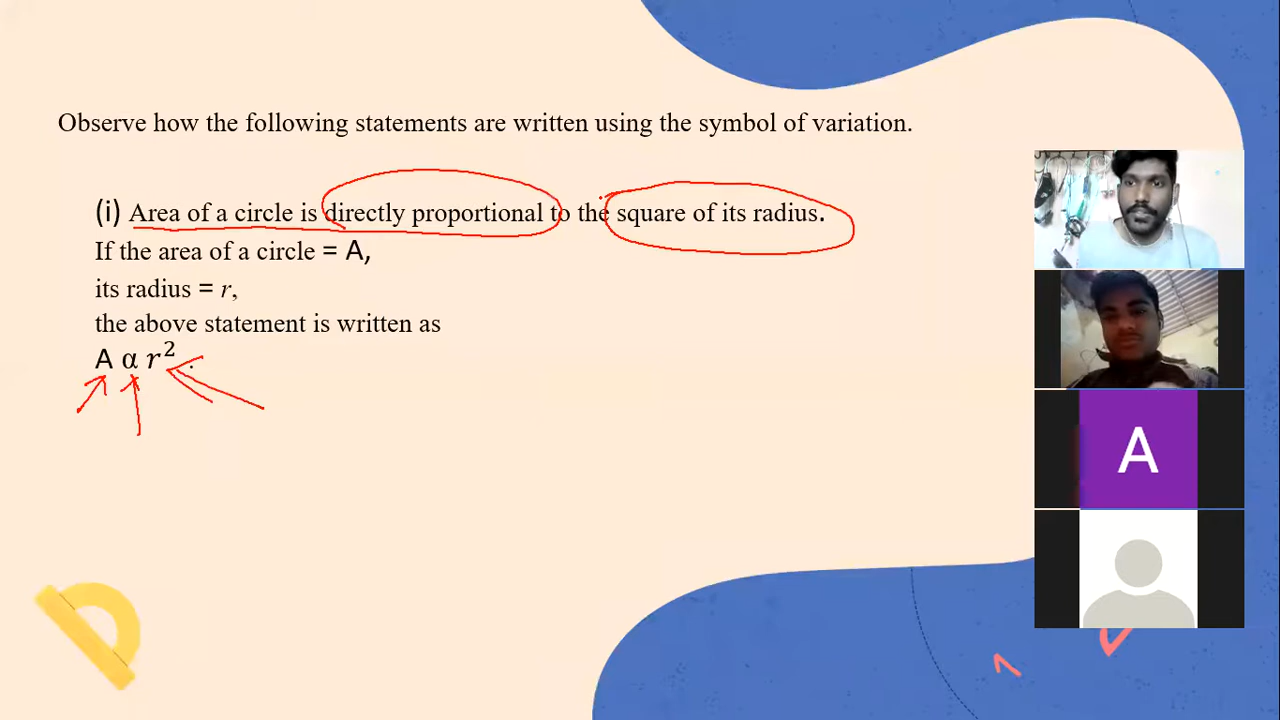 Observe how the following statements are written using the symbol of variation.
(i) Area of a circle is directly proportional to the square of its radius.
If the area of a circle = A,
its radius = r,
the above statement is written as
A α r² .
A